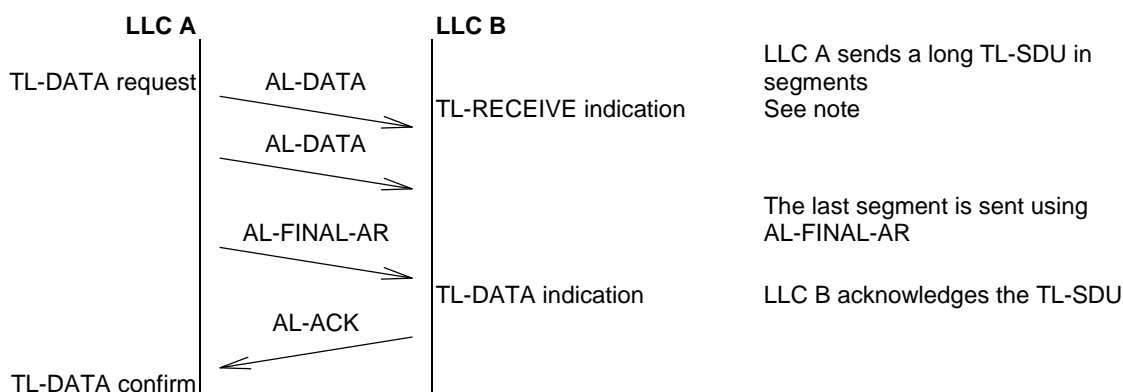 LLC A
LLC B
LLC A sends a long TL-SDU in
segments
See note
TL-DATA request
AL-DATA
TL-RECEIVE indication
AL-DATA
The last segment is sent using
AL-FINAL-AR
AL-FINAL-AR
TL-DATA indication
LLC B acknowledges the TL-SDU
AL-ACK
TL-DATA confirm